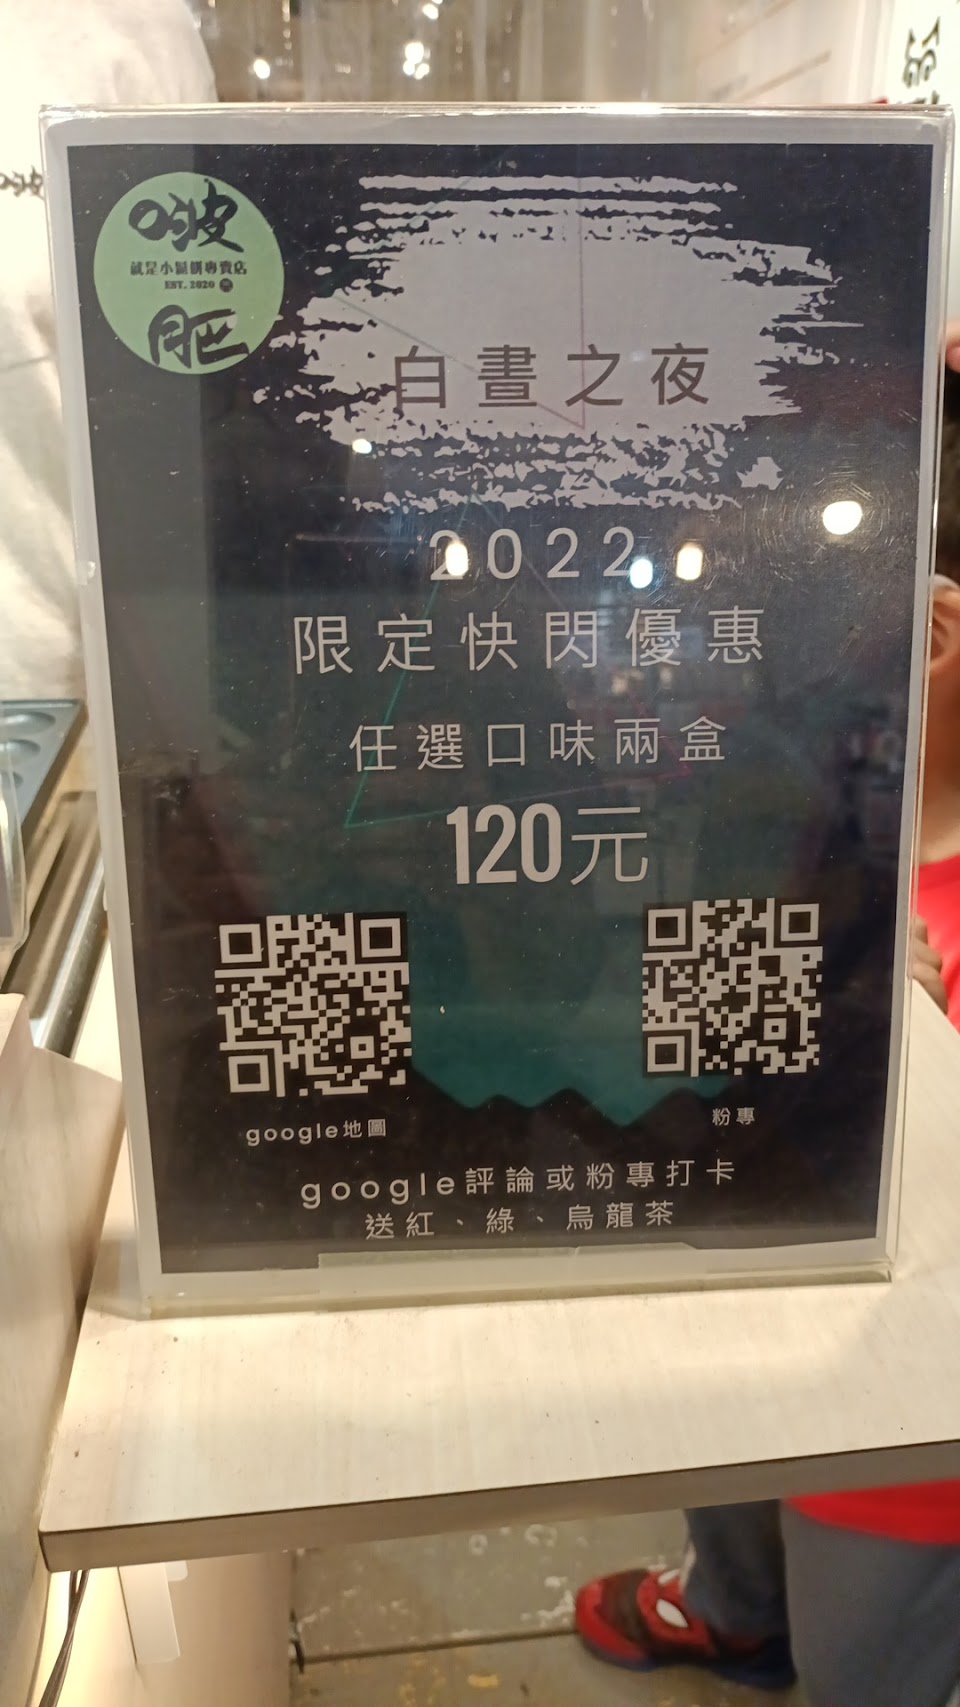 啵
就是小鬆餅專賣店
EST. 2020
肥
白晝之夜
2022
限定快閃優惠
任選口味兩盒
120元
google地圖
粉專
google評論或粉專打卡
送紅、綠、烏龍茶